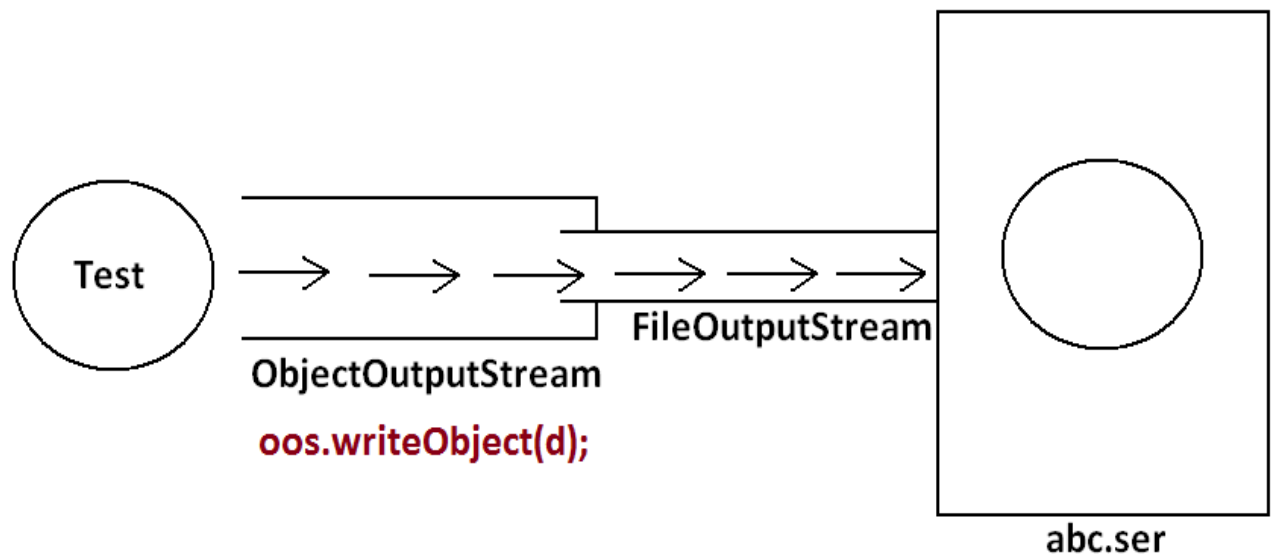 Test
FileOutputStream
ObjectOutputStream
oos.writeObject(d);
abc.ser